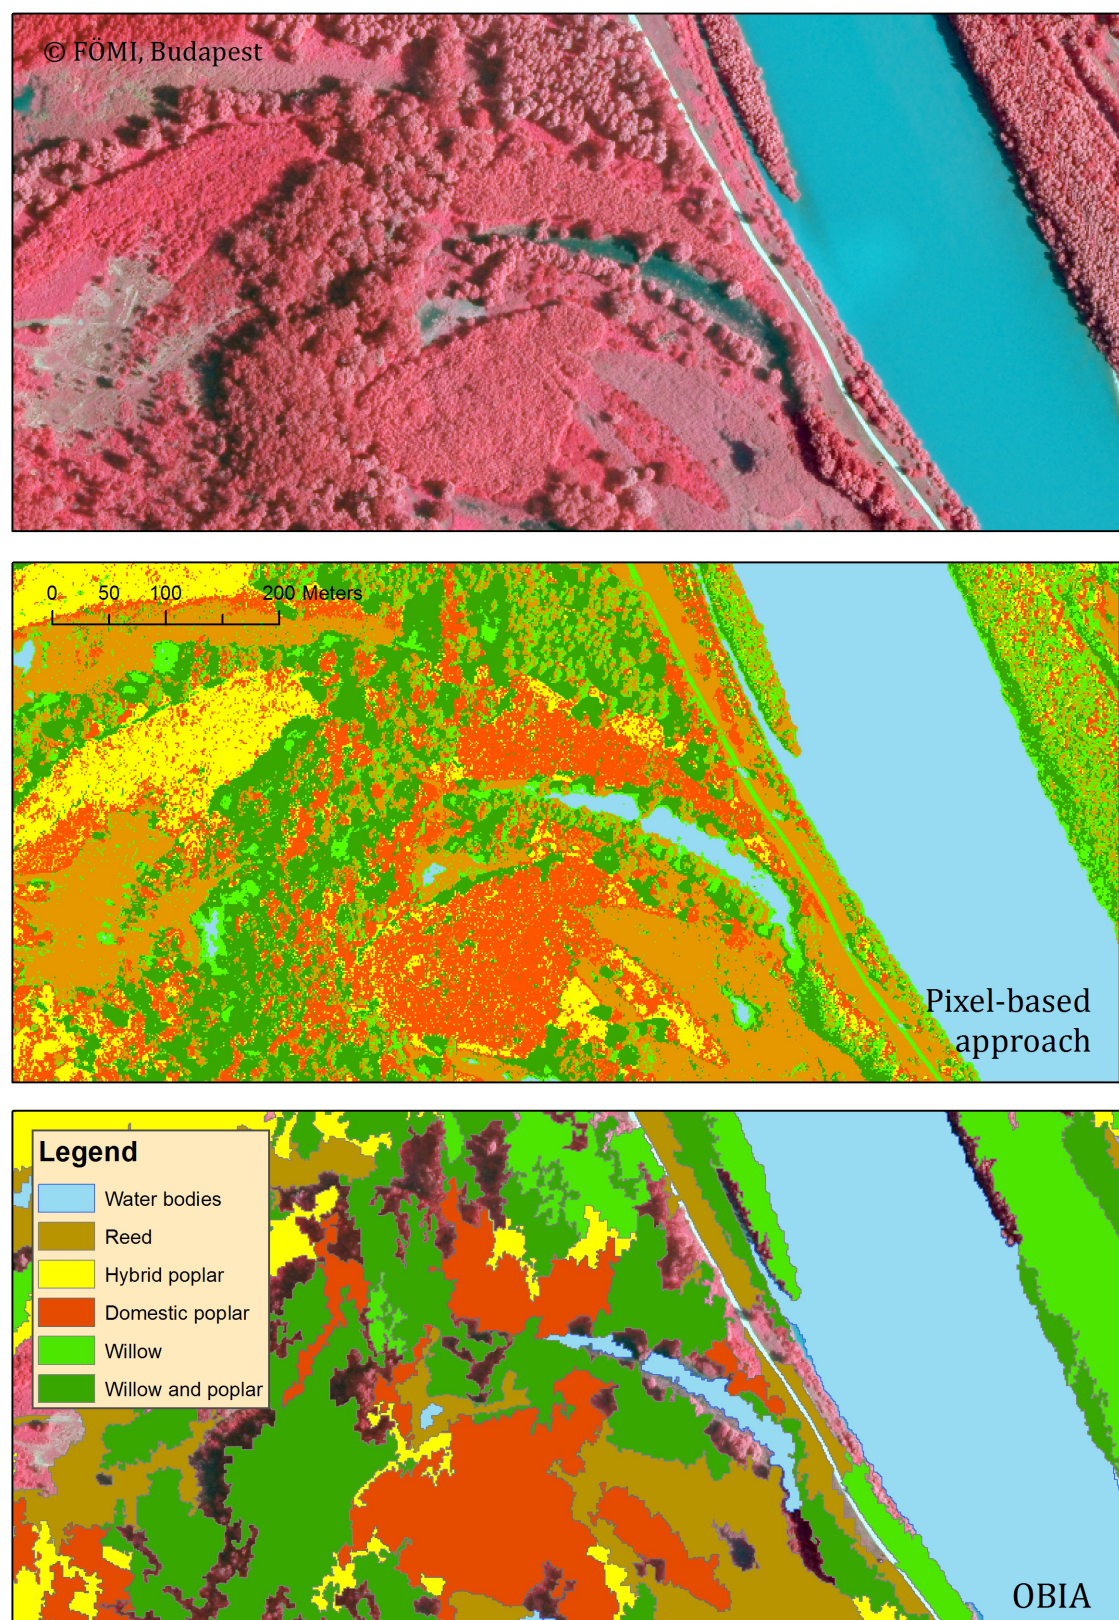 © FÖMI, Budapest
0 50 100 200 Meters
Pixel-based
approach
Legend
Water bodies
Reed
Hybrid poplar
Domestic poplar
Willow
Willow and poplar
OBIA